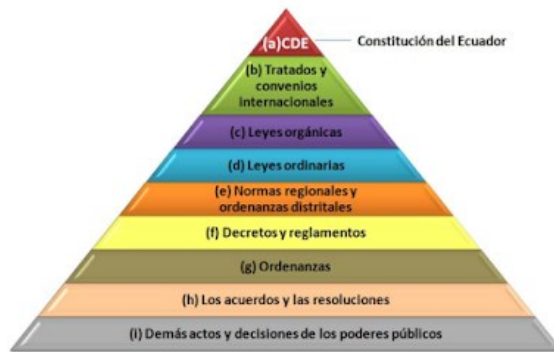 (a)CDE
Constitución del Ecuador
(b) Tratados y
convenios
internacionales
(c) Leyes orgánicas
(d) Leyes ordinarias
(e) Normas regionales y
ordenanzas distritales
(f) Decretos y reglamentos
(g) Ordenanzas
(h) Los acuerdos y las resoluciones
(i) Demás actos y decisiones de los poderes públicos